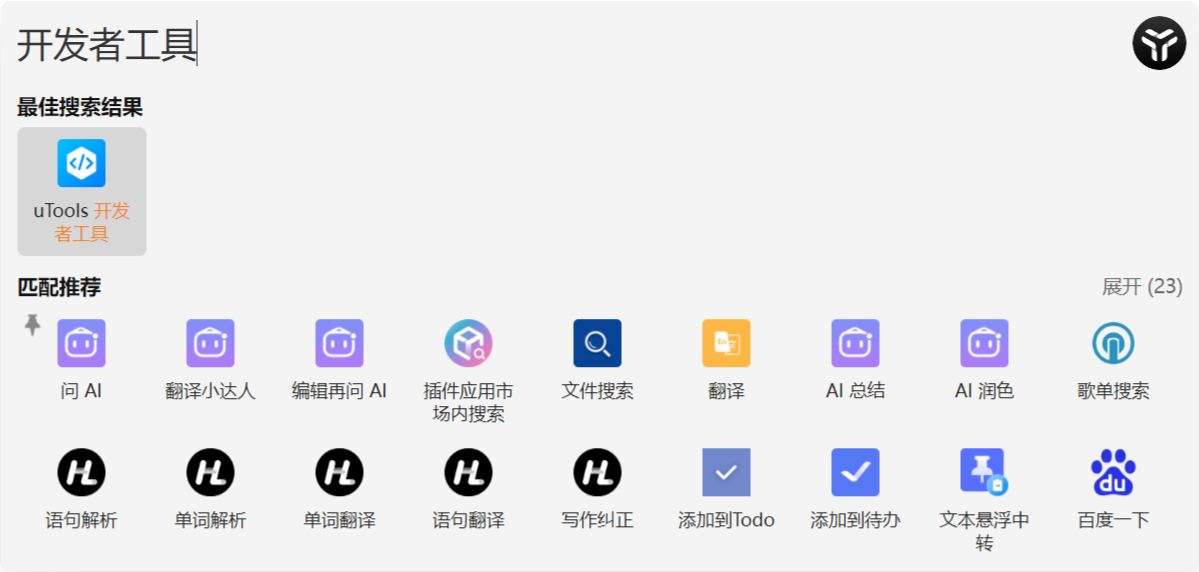 开发者工具
最佳搜索结果
uTools 开发
者工具
匹配推荐
展开 (23)
问 AI
翻译小达人
编辑再问 AI
插件应用市
场内搜索
文件搜索
翻译
AI 总结
AI 润色
歌单搜索
语句解析
单词解析
单词翻译
语句翻译
写作纠正
添加到Todo
添加到待办
文本悬浮中
转
du
百度一下